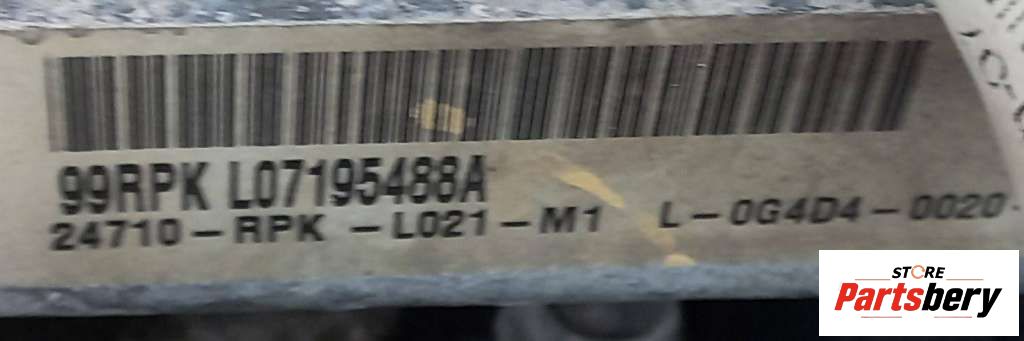 99RPK L07195488A
24710-RPK -L021-M1 L-0G4D4-0020
STORE
Partsbery